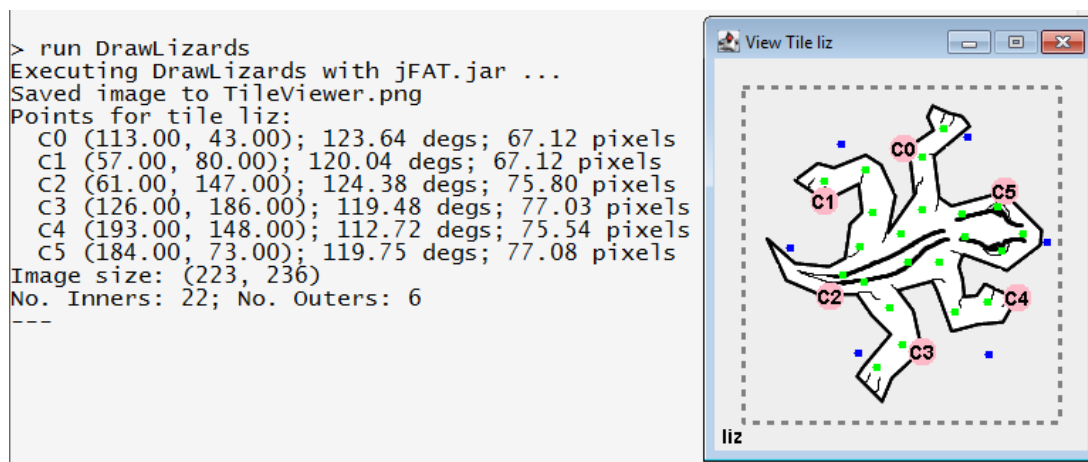 > run DrawLizards
Executing DrawLizards with jFAT.jar ...
Saved image to TileViewer.png
Points for tile liz:
  C0 (113.00, 43.00); 123.64 degs; 67.12 pixels
  C1 (57.00, 80.00); 120.04 degs; 67.12 pixels
  C2 (61.00, 147.00); 124.38 degs; 75.80 pixels
  C3 (126.00, 186.00); 119.48 degs; 77.03 pixels
  C4 (193.00, 148.00); 112.72 degs; 75.54 pixels
  C5 (184.00, 73.00); 119.75 degs; 77.08 pixels
Image size: (223, 236)
No. Inners: 22; No. Outers: 6
---
View Tile liz
C0
C5
C1
C2
C4
C3
liz